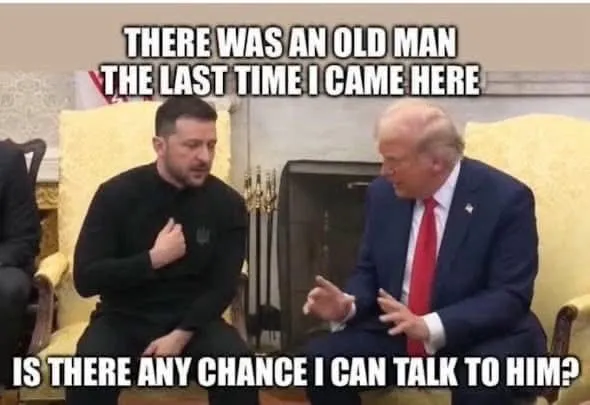 THERE WAS AN OLD MAN
THE LAST TIME I CAME HERE
IS THERE ANY CHANCE I CAN TALK TO HIM?